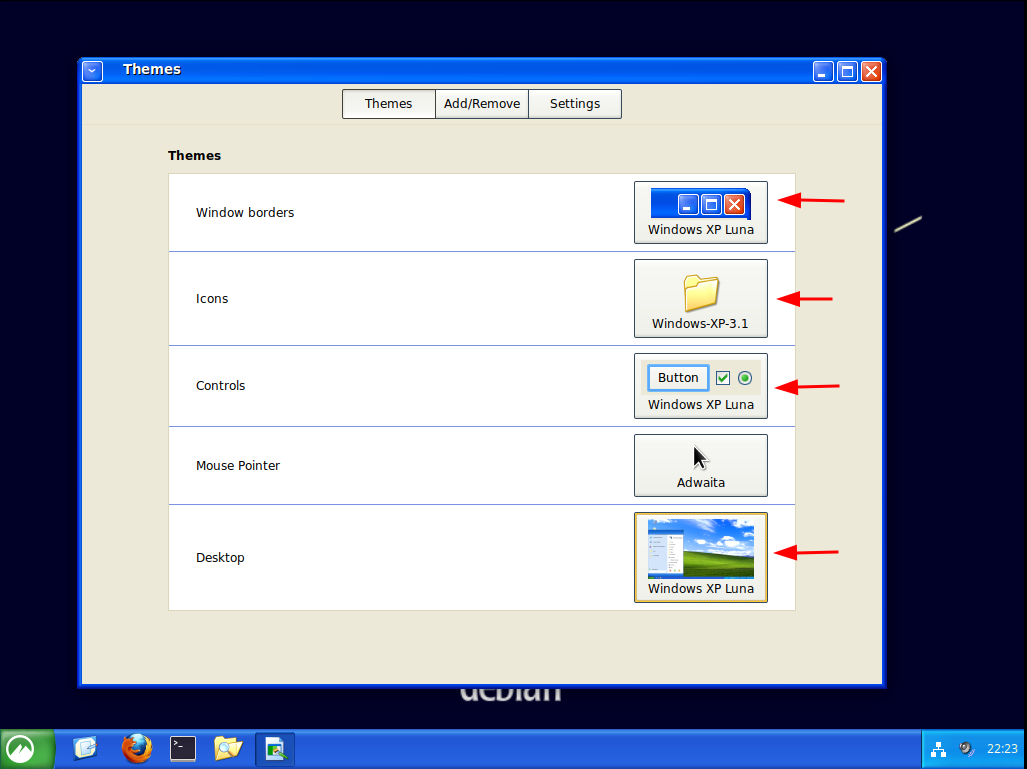 Themes
Themes Add/Remove Settings
Themes
Window borders
Windows XP Luna
Icons
Windows-XP-3.1
Controls
Button
Windows XP Luna
Mouse Pointer
Adwaita
Desktop
Windows XP Luna
debian
22:23